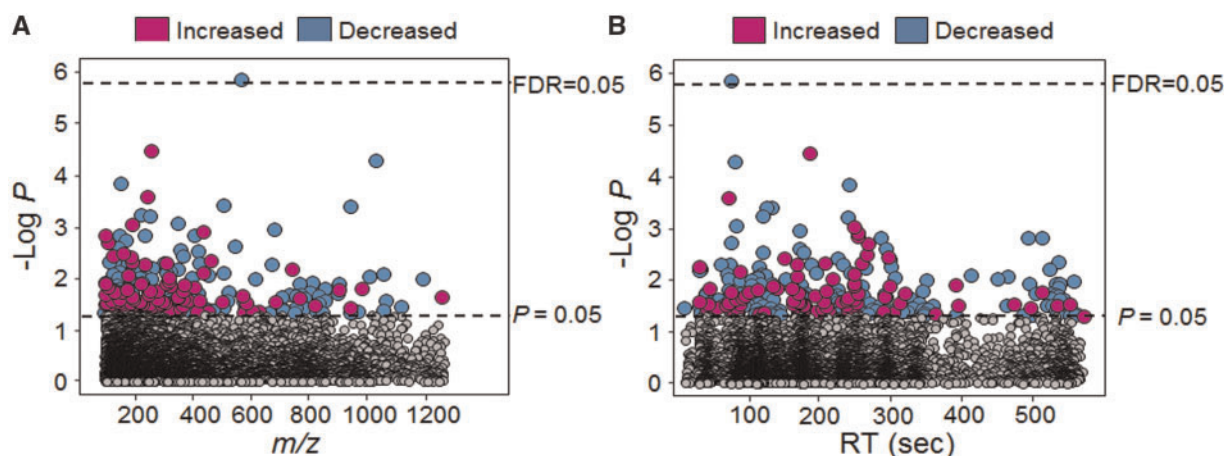 A
Increased
Decreased
6
5
4
3
2
1
0
-Log P
FDR=0.05
P = 0.05
200 400 600 800 1000 1200
m/z
B
Increased
Decreased
6
5
4
3
2
1
0
-Log P
FDR=0.05
P = 0.05
100 200 300 400 500
RT (sec)